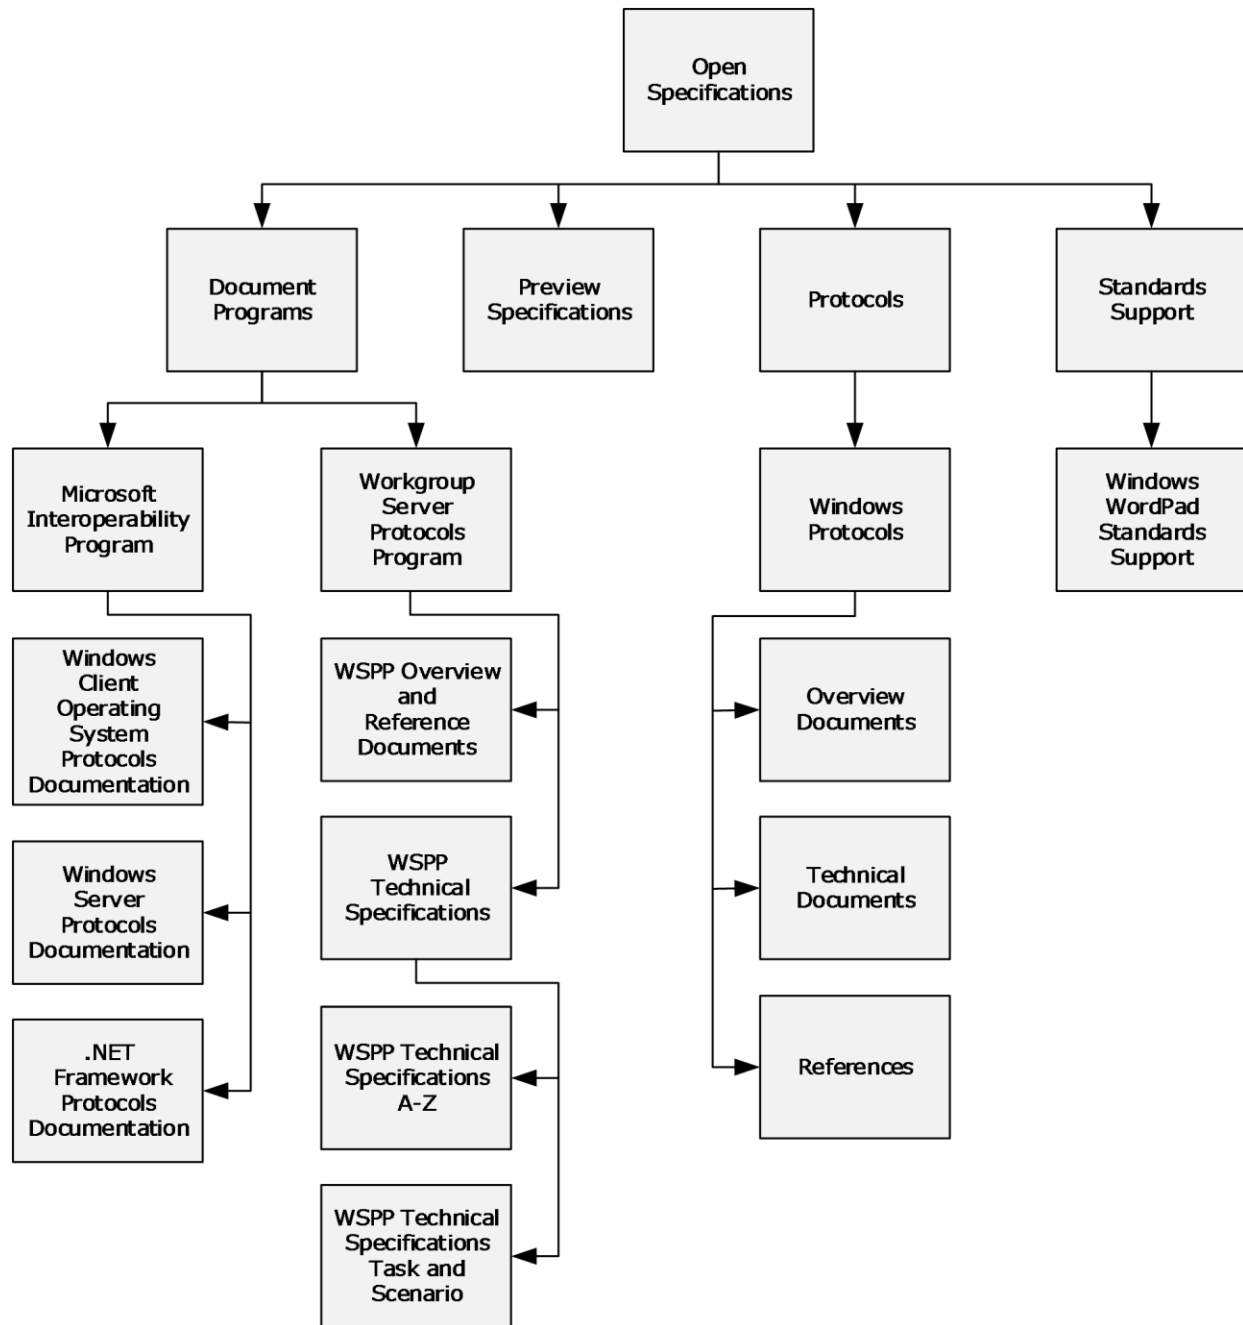 Open
Specifications
Document
Programs
Preview
Specifications
Protocols
Standards
Support
Microsoft
Interoperability
Program
Workgroup
Server
Protocols
Program
Windows
Protocols
Windows
WordPad
Standards
Support
Windows
Client
Operating
System
Protocols
Documentation
WSPP Overview
and
Reference
Documents
Overview
Documents
Windows
Server
Protocols
Documentation
WSPP
Technical
Specifications
Technical
Documents
.NET
Framework
Protocols
Documentation
WSPP Technical
Specifications
A-Z
References
WSPP Technical
Specifications
Task and
Scenario